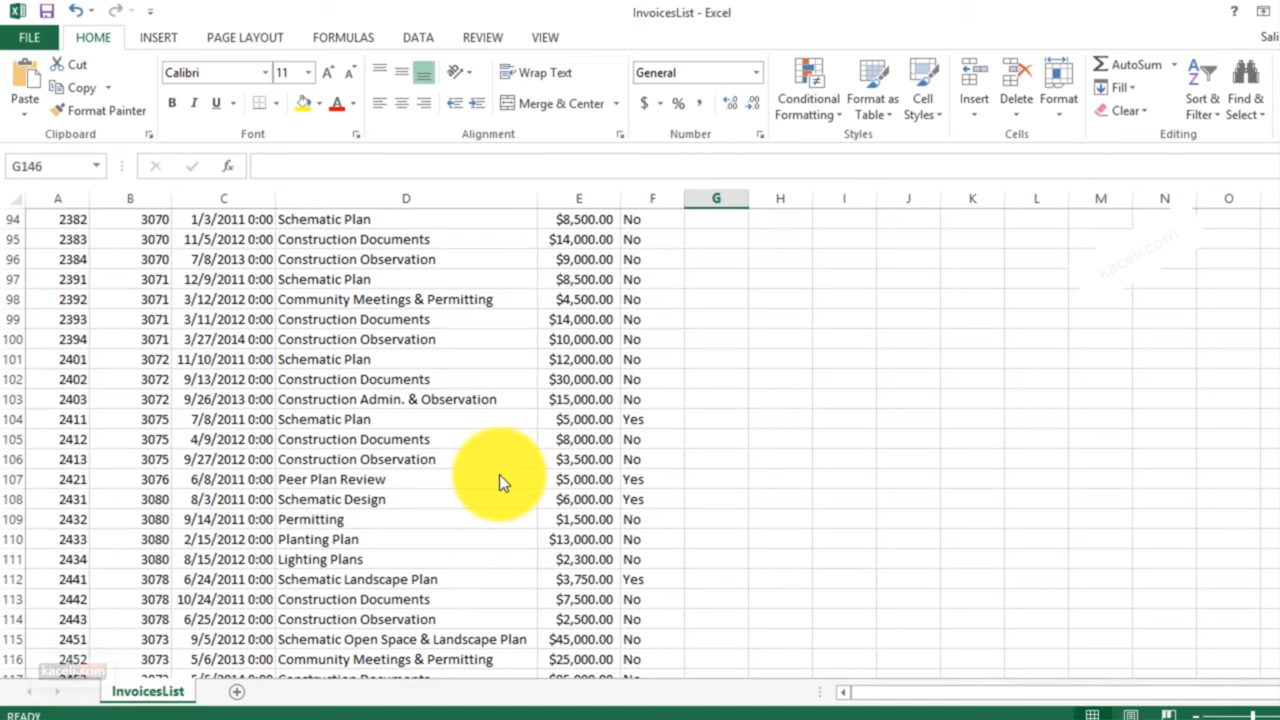 InvoicesList - Excel
?
FILE HOME INSERT PAGE LAYOUT FORMULAS DATA REVIEW VIEW Sali
Paste Cut Calibri 11 Wrap Text General Conditional Formatting Format as Table Cell Styles Insert Delete Format AutoSum Sort & Filter Find & Select
Copy B I U A Merge & Center $ % , Fill
Format Painter Clear
Clipboard Font Alignment Number Styles Cells Editing
G146 fx
A B C D E F G H I J K L M N O
94 2382 3070 1/3/2011 0:00 Schematic Plan $8,500.00 No
95 2383 3070 11/5/2012 0:00 Construction Documents $14,000.00 No
96 2384 3070 7/8/2013 0:00 Construction Observation $9,000.00 No
97 2391 3071 12/9/2011 0:00 Schematic Plan $8,500.00 No
98 2392 3071 3/12/2012 0:00 Community Meetings & Permitting $4,500.00 No
99 2393 3071 3/11/2012 0:00 Construction Documents $14,000.00 No
100 2394 3071 3/27/2014 0:00 Construction Observation $10,000.00 No
101 2401 3072 11/10/2011 0:00 Schematic Plan $12,000.00 No
102 2402 3072 9/13/2012 0:00 Construction Documents $30,000.00 No
103 2403 3072 9/26/2013 0:00 Construction Admin. & Observation $15,000.00 No
104 2411 3075 7/8/2011 0:00 Schematic Plan $5,000.00 Yes
105 2412 3075 4/9/2012 0:00 Construction Documents $8,000.00 No
106 2413 3075 9/27/2012 0:00 Construction Observation $3,500.00 No
107 2421 3076 6/8/2011 0:00 Peer Plan Review $5,000.00 Yes
108 2431 3080 8/3/2011 0:00 Schematic Design $6,000.00 Yes
109 2432 3080 9/14/2011 0:00 Permitting $1,500.00 No
110 2433 3080 2/15/2012 0:00 Planting Plan $13,000.00 No
111 2434 3080 8/15/2012 0:00 Lighting Plans $2,300.00 No
112 2441 3078 6/24/2011 0:00 Schematic Landscape Plan $3,750.00 Yes
113 2442 3078 10/24/2011 0:00 Construction Documents $7,500.00 No
114 2443 3078 6/25/2012 0:00 Construction Observation $2,500.00 No
115 2451 3073 9/5/2012 0:00 Schematic Open Space & Landscape Plan $45,000.00 No
116 2452 3073 5/6/2013 0:00 Community Meetings & Permitting $25,000.00 No
kaceli.com
kaceli.com
InvoicesList
READY